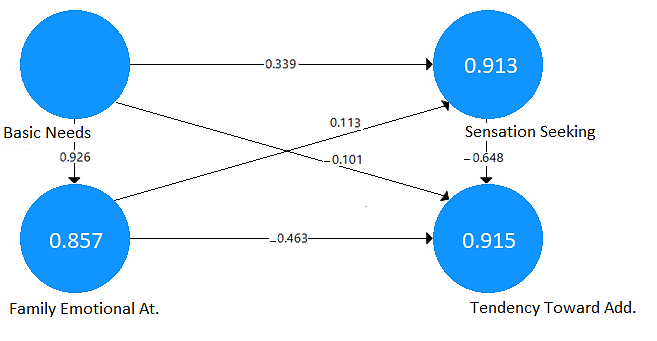 0.339
0.913
0.113
Basic Needs
Sensation Seeking
0.926
-0.101
-0.648
0.857
-0.463
0.915
Family Emotional At.
Tendency Toward Add.